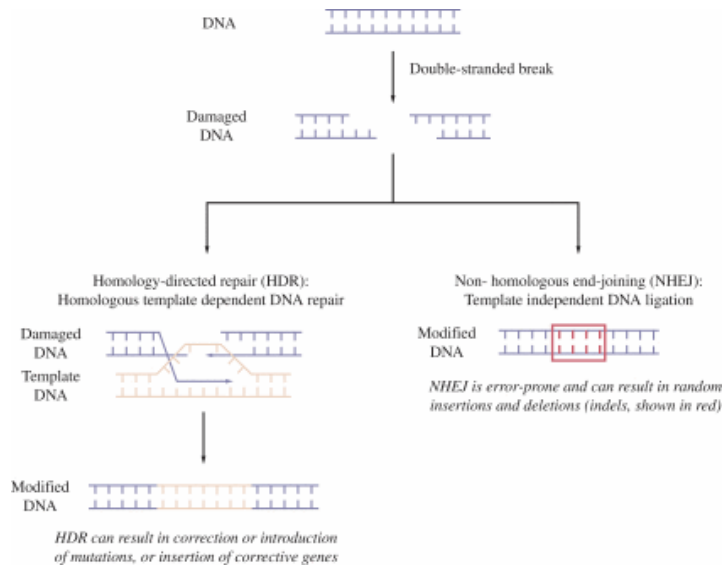 DNA
Double-stranded break
Damaged
DNA
Homology-directed repair (HDR):
Homologous template dependent DNA repair
Damaged
DNA
Template
DNA
Modified
DNA
HDR can result in correction or introduction
of mutations, or insertion of corrective genes
Non- homologous end-joining (NHEJ):
Template independent DNA ligation
Modified
DNA
NHEJ is error-prone and can result in random
insertions and deletions (indels, shown in red)